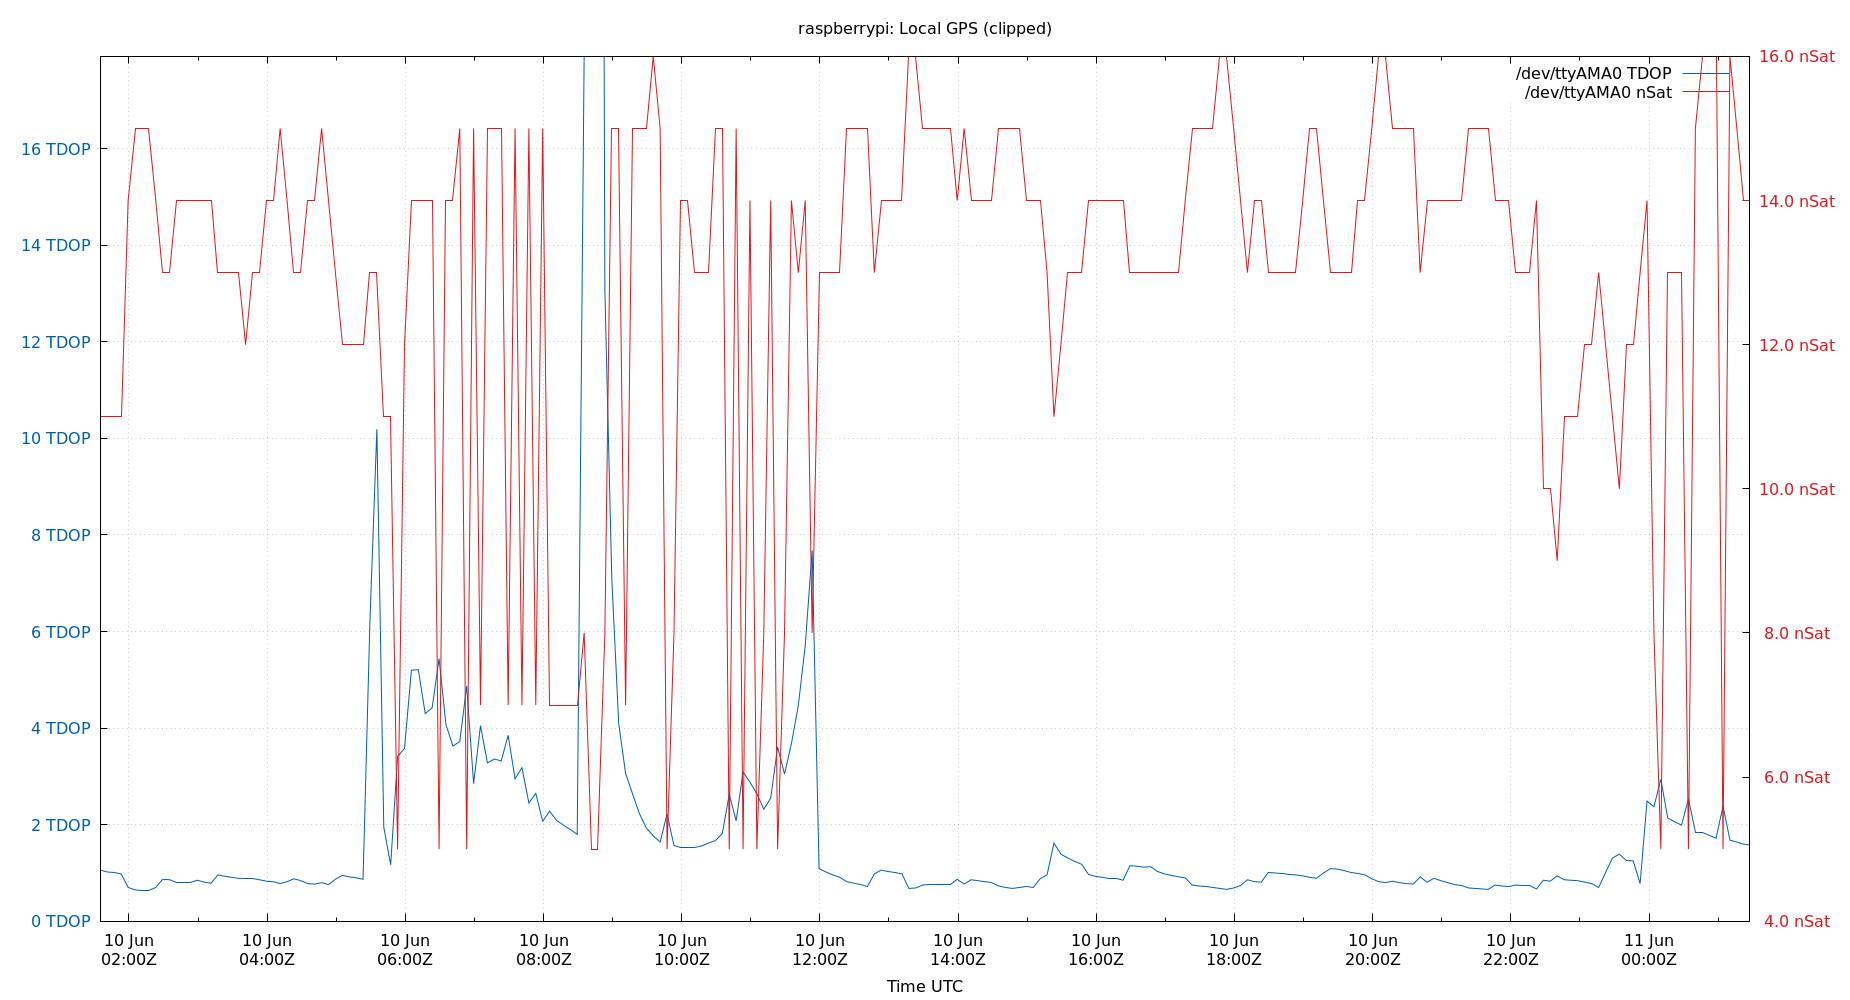 raspberrypi: Local GPS (clipped)
/dev/ttyAMA0 TDOP
/dev/ttyAMA0 nSat
16 TDOP
14 TDOP
12 TDOP
10 TDOP
8 TDOP
6 TDOP
4 TDOP
2 TDOP
0 TDOP
16.0 nSat
14.0 nSat
12.0 nSat
10.0 nSat
8.0 nSat
6.0 nSat
4.0 nSat
10 Jun
02:00Z
10 Jun
04:00Z
10 Jun
06:00Z
10 Jun
08:00Z
10 Jun
10:00Z
10 Jun
12:00Z
10 Jun
14:00Z
10 Jun
16:00Z
10 Jun
18:00Z
10 Jun
20:00Z
10 Jun
22:00Z
11 Jun
00:00Z
Time UTC